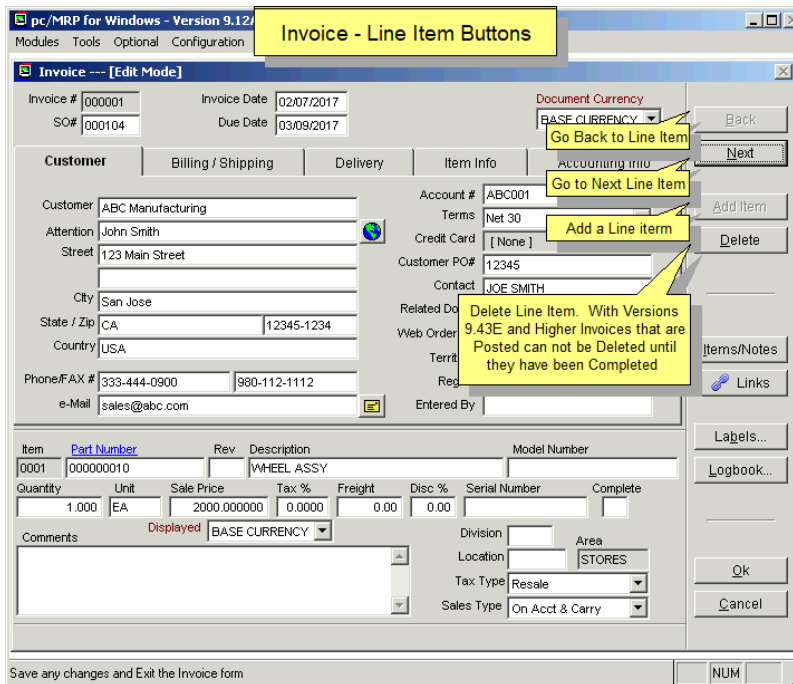 pc/MRP for Windows - Version 9.12
Invoice - Line Item Buttons
Modules Tools Optional Configuration
Invoice --- [Edit Mode]
Invoice # 000001 Invoice Date 02/07/2017 Document Currency
SO# 000104 Due Date 03/09/2017 BASE CURRENCY
Back
Go Back to Line Item
Next
Customer Billing / Shipping Delivery Item Info Accounting Info
Go to Next Line Item
Account # ABC001
Customer ABC Manufacturing
Terms Net 30
Add Item
Attention John Smith
Add a Line iterm
Credit Card [ None ]
Delete
Street 123 Main Street
Customer PO# 12345
Contact JOE SMITH
City San Jose
Related Do
Delete Line Item. With Versions
9.43E and Higher Invoices that are
Posted can not be Deleted until
they have been Completed
State / Zip CA 12345-1234
Web Order
Country USA
Territ
Items/Notes
Phone/FAX # 333-444-0900 980-112-1112
Reg
Links
e-Mail sales@abc.com
Entered By
Labels...
Item Part Number Rev Description Model Number
0001 000000010 WHEEL ASSY
Logbook...
Quantity Unit Sale Price Tax % Freight Disc % Serial Number Complete
1.000 EA 2000.000000 0.0000 0.00 0.00
Comments Displayed BASE CURRENCY
Division Area
Location STORES
Ok
Tax Type Resale
Sales Type On Acct & Carry
Cancel
Save any changes and Exit the Invoice form NUM